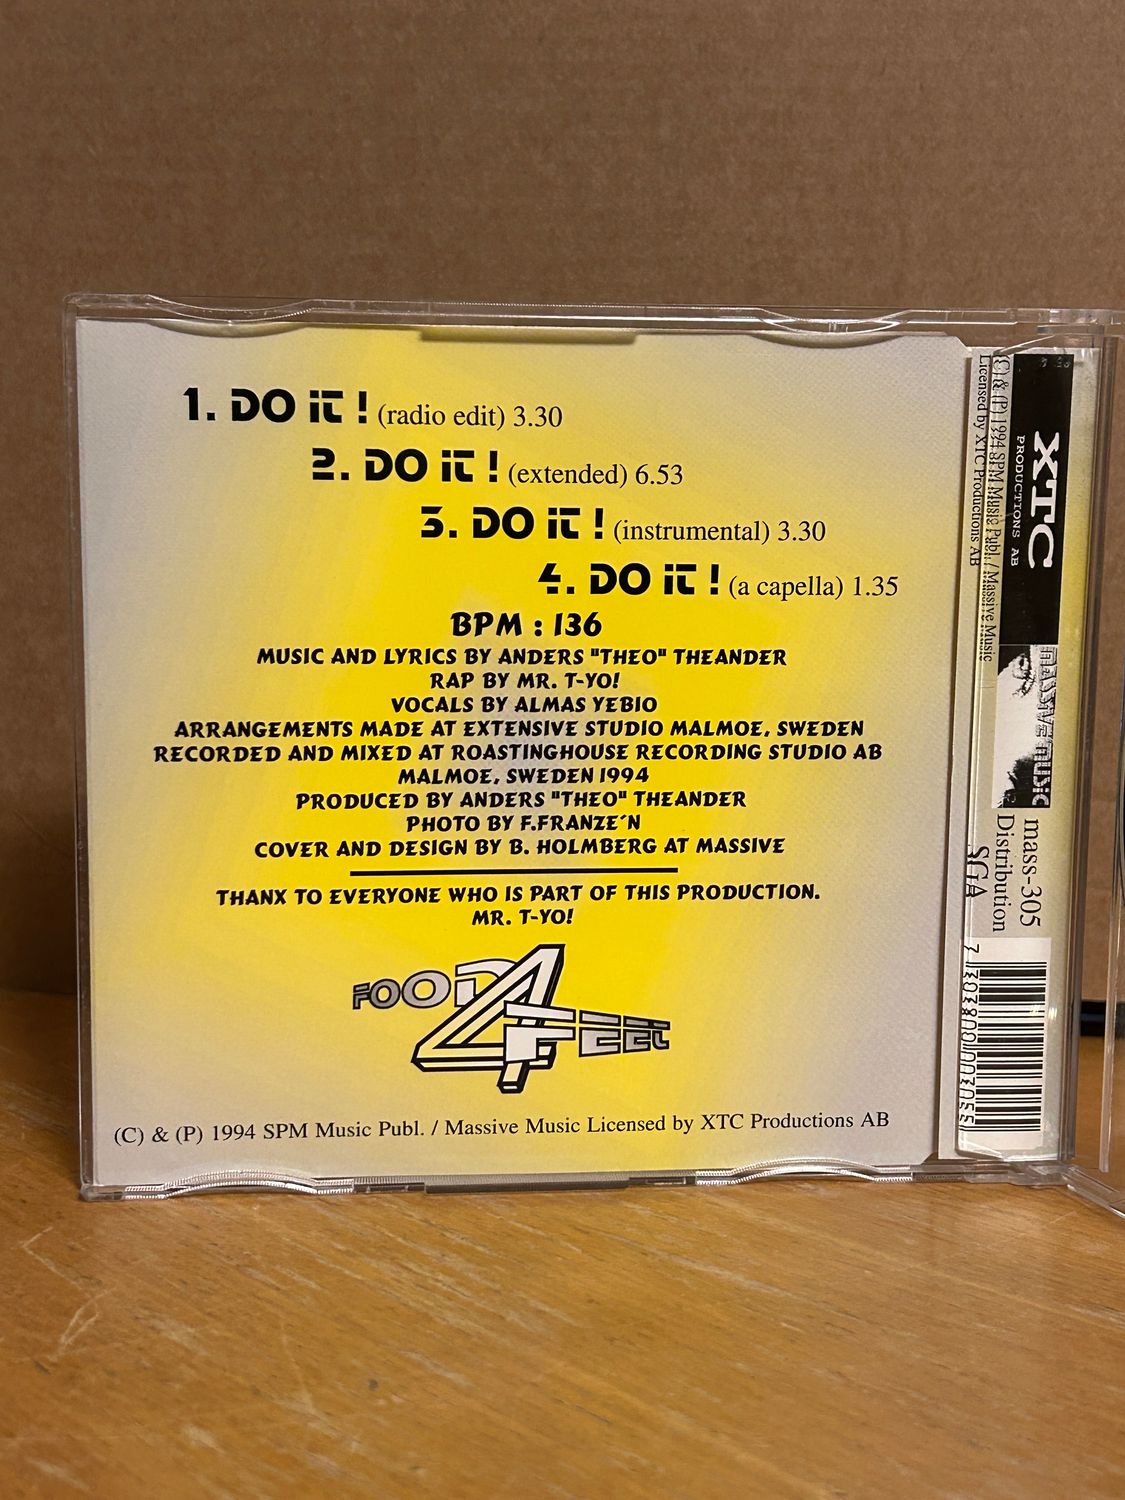 1. DO iT ! (radio edit) 3.30
2. DO iT ! (extended) 6.53
3. DO iT ! (instrumental) 3.30
4. DO iT ! (a capella) 1.35
BPM : 136
MUSIC AND LYRICS BY ANDERS "THEO" THEANDER
RAP BY MR. T-YO!
VOCALS BY ALMAS YEBIO
ARRANGEMENTS MADE AT EXTENSIVE STUDIO MALMOE, SWEDEN
RECORDED AND MIXED AT ROASTINGHOUSE RECORDING STUDIO AB
MALMOE, SWEDEN 1994
PRODUCED BY ANDERS "THEO" THEANDER
PHOTO BY F.FRANZE´N
COVER AND DESIGN BY B. HOLMBERG AT MASSIVE
THANX TO EVERYONE WHO IS PART OF THIS PRODUCTION.
MR. T-YO!
FOOD 4 FEET
(C) & (P) 1994 SPM Music Publ. / Massive Music Licensed by XTC Productions AB
XTC
PRODUCTIONS AB
(C) & (P) 1994 SPM Music Publ. / Massive Music
Licensed by XTC Productions AB
MASSIVE MUSIC
mass-305
Distribution
SGA
7 303800 003055